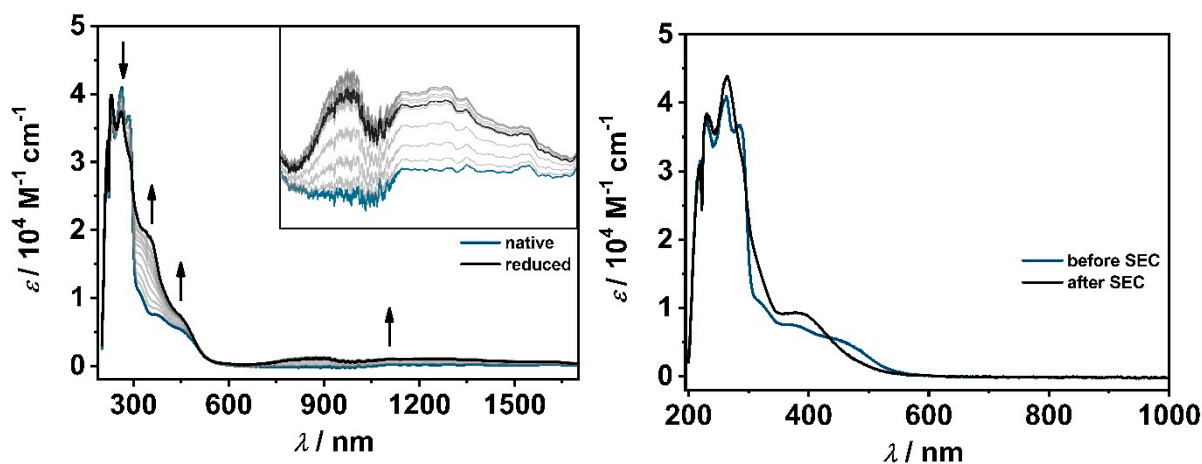 5
4
3
2
1
0
ε / 10⁴ M⁻¹ cm⁻¹
300 600 900 1200 1500
λ / nm
native
reduced
5
4
3
2
1
0
ε / 10⁴ M⁻¹ cm⁻¹
200 400 600 800 1000
λ / nm
before SEC
after SEC